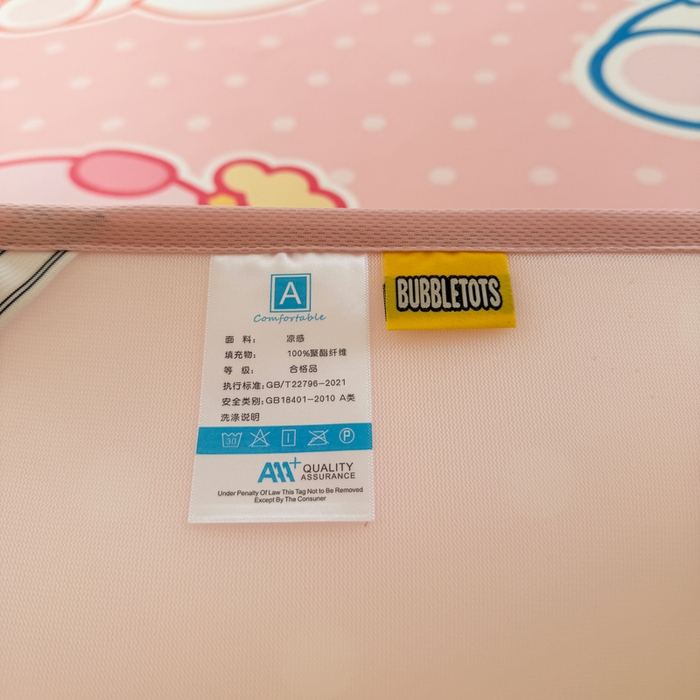 A
Comfortable
面 料： 凉感
填充物： 100%聚酯纤维
等 级： 合格品
执行标准：GB/T22796-2021
安全类别：GB18401-2010 A类
洗涤说明
30 P
AAA+ QUALITY
ASSURANCE
Under Penalty Of Law This Tag Not to Be Removed
Except By The Consuner
BUBBLETOTS